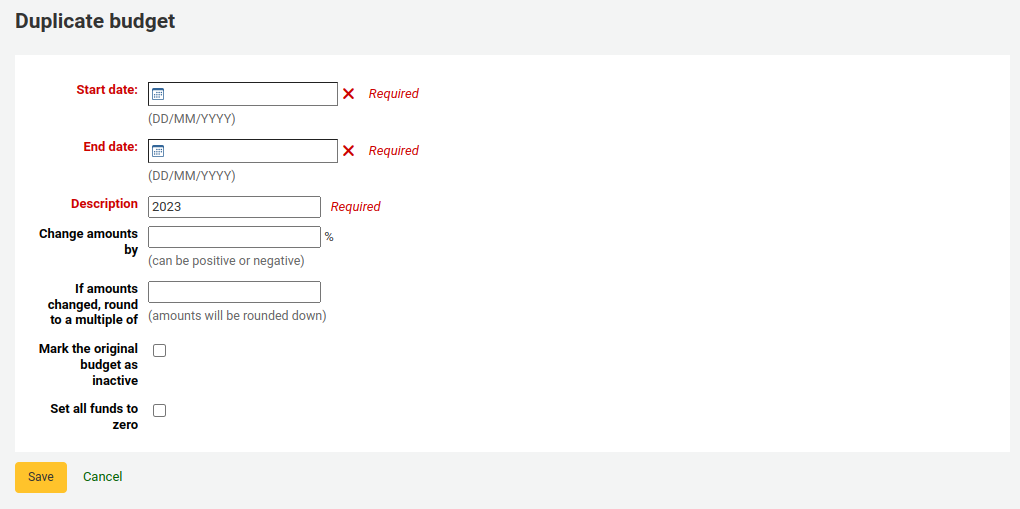 Duplicate budget
Start date:
Required
(DD/MM/YYYY)
End date:
Required
(DD/MM/YYYY)
Description
2023
Required
Change amounts
by
%
(can be positive or negative)
If amounts
changed, round
to a multiple of
(amounts will be rounded down)
Mark the original
budget as
inactive
Set all funds to
zero
Save
Cancel